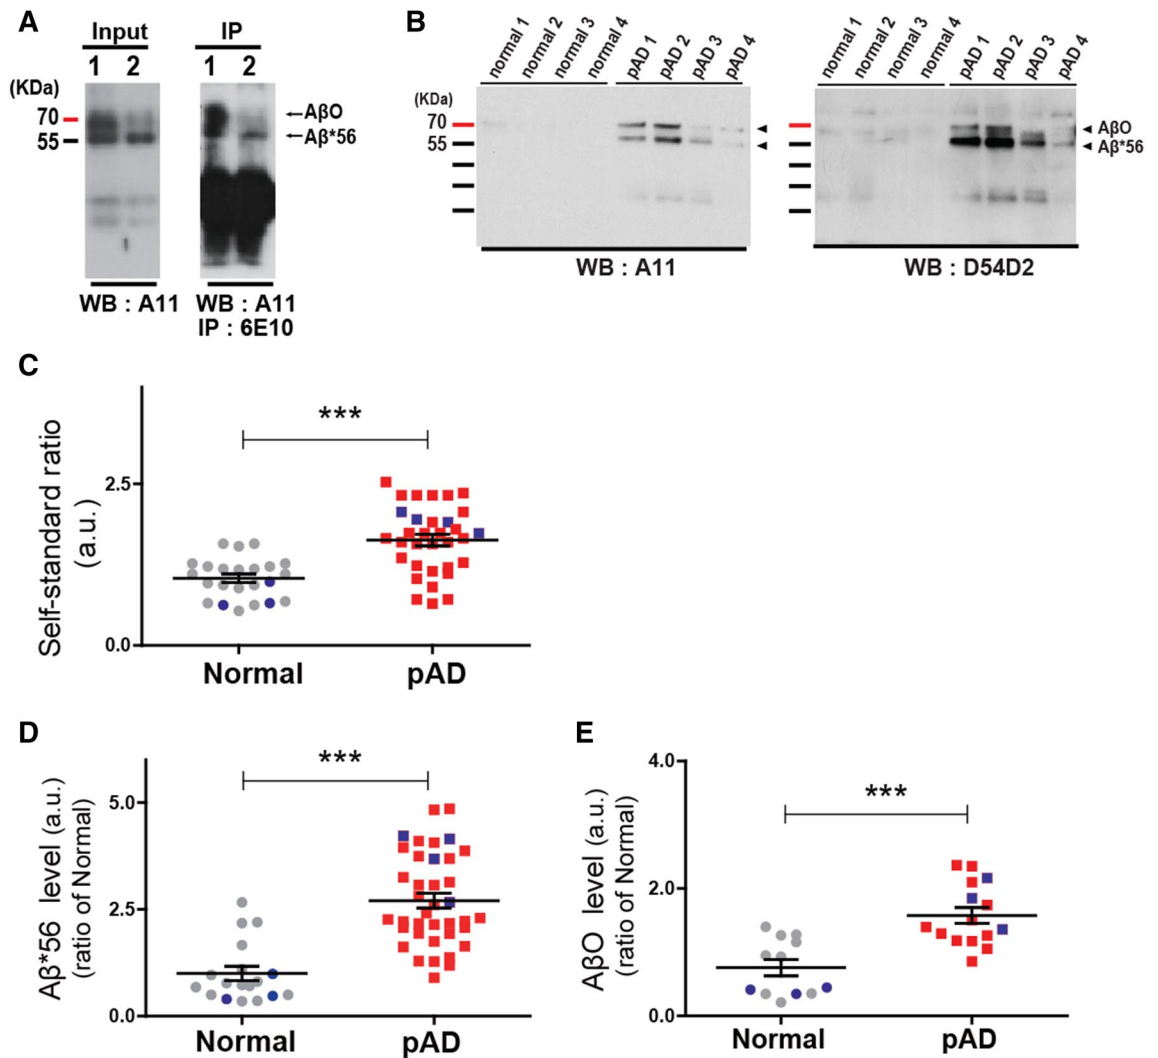 A
Input
IP
1 2
1 2
(KDa)
70
55
←AβO
←Aβ*56
WB : A11
WB : A11
IP : 6E10
B
normal 1
normal 2
normal 3
normal 4
pAD 1
pAD 2
pAD 3
pAD 4
normal 1
normal 2
normal 3
normal 4
pAD 1
pAD 2
pAD 3
pAD 4
(KDa)
70
55
AβO
Aβ*56
WB : A11
WB : D54D2
C
Self-standard ratio
(a.u.)
2.5
0.0
***
Normal
pAD
D
Aβ*56 level (a.u.)
(ratio of Normal)
5.0
2.5
0.0
***
Normal
pAD
E
AβO level (a.u.)
(ratio of Normal)
4.0
2.0
0.0
***
Normal
pAD